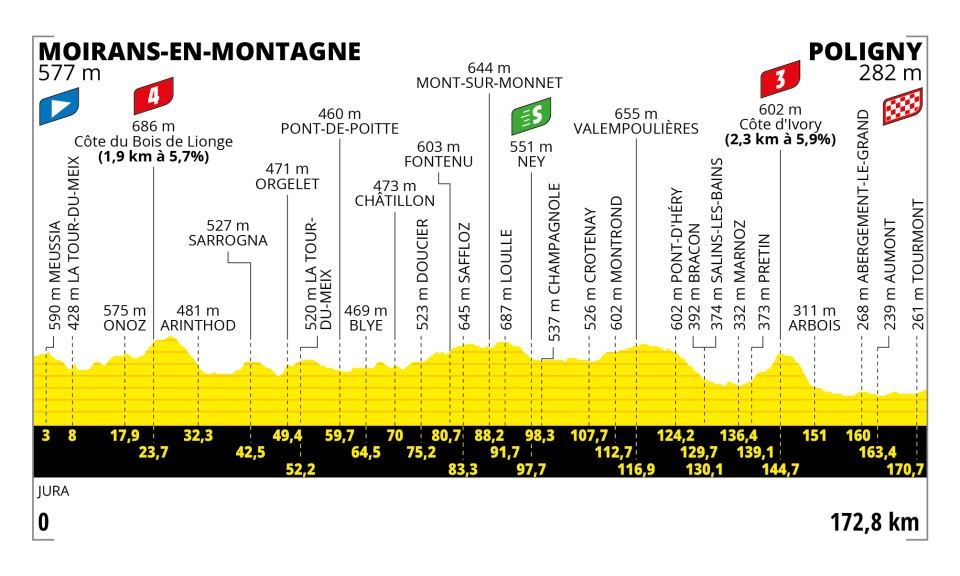 MOIRANS-EN-MONTAGNE
577 m
POLIGNY
282 m
4
686 m
Côte du Bois de Lionge
(1,9 km à 5,7%)
460 m
PONT-DE-POITTE
644 m
MONT-SUR-MONNET
S
551 m
NEY
655 m
VALEMPOULIÈRES
3
602 m
Côte d'Ivory
(2,3 km à 5,9%)
603 m
FONTENU
471 m
ORGELET
473 m
CHÂTILLON
527 m
SARROGNA
590 m MEUSSIA
428 m LA TOUR-DU-MEIX
575 m
ONOZ
481 m
ARINTHOD
520 m LA TOUR-
DU-MEIX
469 m
BLYE
523 m DOUCIER
645 m SAFFLOZ
687 m LOULLE
537 m CHAMPAGNOLE
526 m CROTENAY
602 m MONTROND
602 m PONT-D'HÉRY
392 m BRACON
374 m SALINS-LES-BAINS
332 m MARNOZ
373 m PRETIN
311 m
ARBOIS
268 m ABERGEMENT-LE-GRAND
239 m AUMONT
261 m TOURMONT
3 8 17,9 32,3 49,4 59,7 70 80,7 88,2 98,3 107,7 124,2 136,4 151 160
23,7 42,5 64,5 75,2 91,7 112,7 129,7 139,1 163,4
52,2 83,3 97,7 116,9 130,1 144,7 170,7
JURA
0
172,8 km